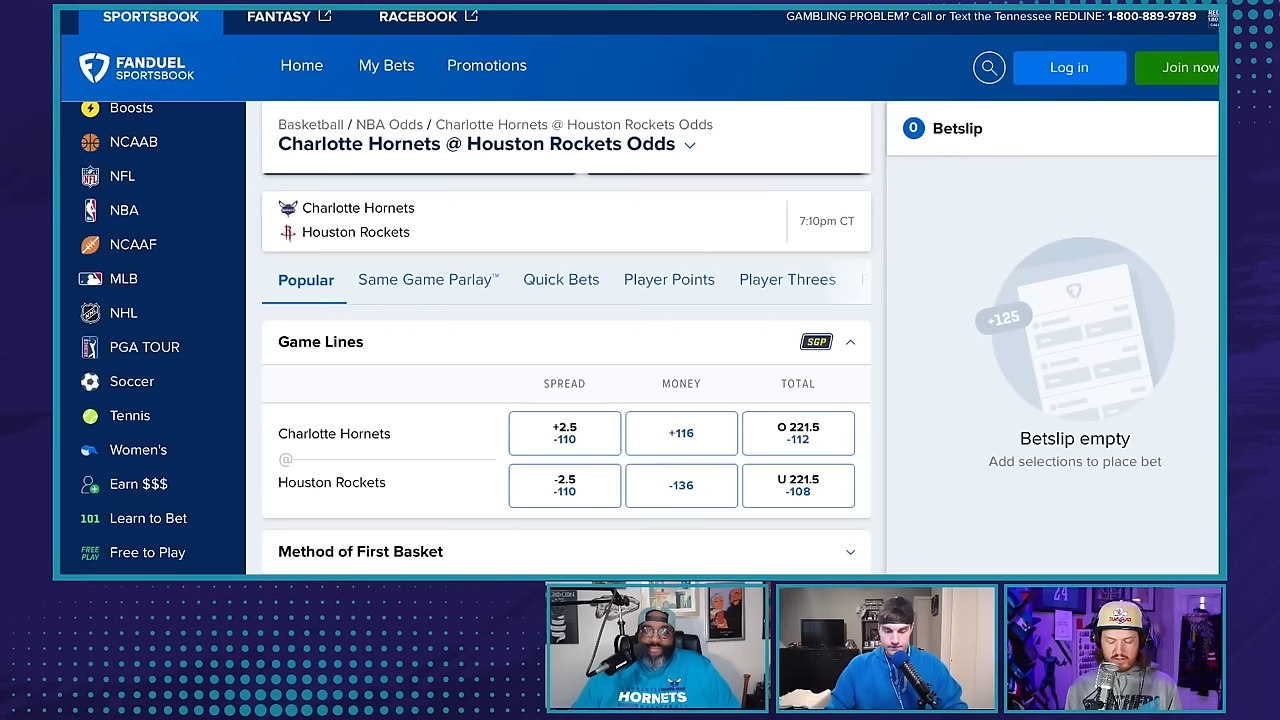 SPORTSBOOK
FANTASY
RACEBOOK
GAMBLING PROBLEM? Call or Text the Tennessee REDLINE: 1-800-889-9789
FANDUEL
SPORTSBOOK
Home
My Bets
Promotions
Log in
Join now
Boosts
NCAAB
NFL
NBA
NCAAF
MLB
NHL
PGA TOUR
Soccer
Tennis
Women's
Earn $$$
101 Learn to Bet
FREE PLAY Free to Play
Basketball / NBA Odds / Charlotte Hornets @ Houston Rockets Odds
Charlotte Hornets @ Houston Rockets Odds
Charlotte Hornets
Houston Rockets
7:10pm CT
Popular
Same Game Parlay™
Quick Bets
Player Points
Player Threes
Game Lines
SGP
SPREAD MONEY TOTAL
Charlotte Hornets
+2.5
-110
+116
O 221.5
-112
@
Houston Rockets
-2.5
-110
-136
U 221.5
-108
Method of First Basket
0 Betslip
+125
Betslip empty
Add selections to place bet
HORNETS
24